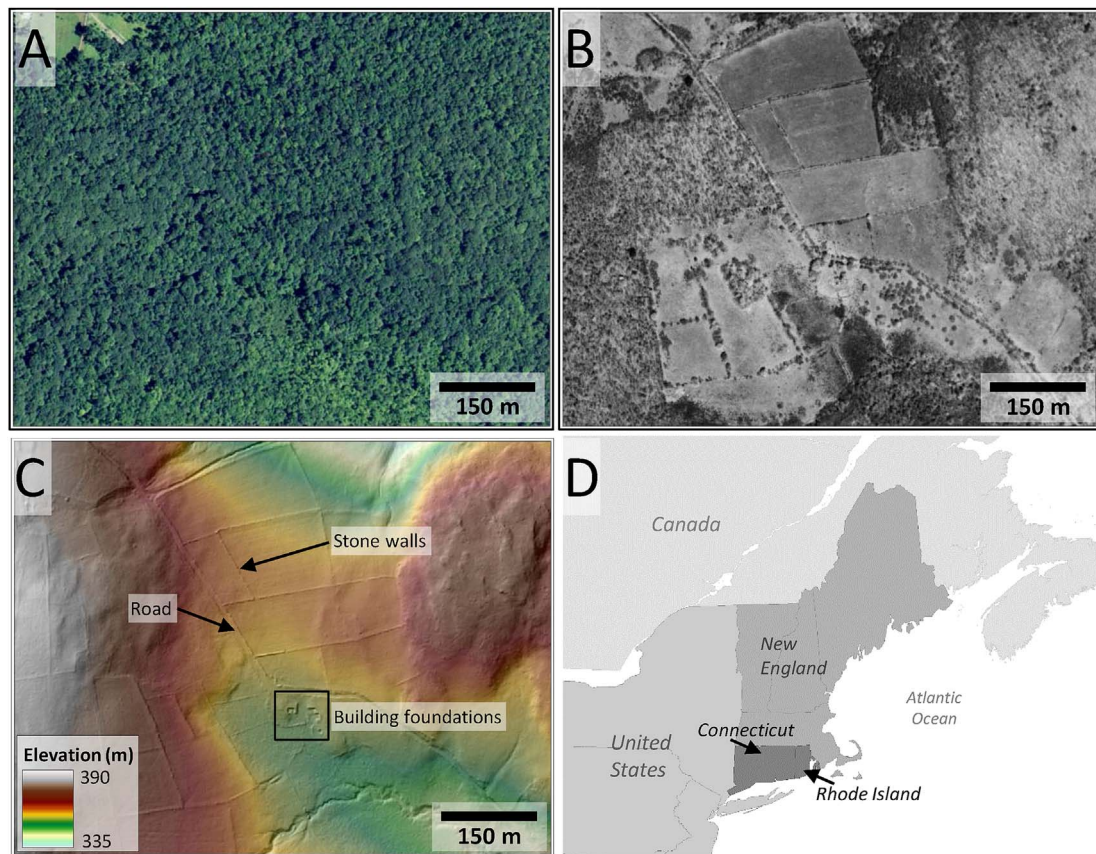 A
150 m
B
150 m
C
Stone walls
Road
Building foundations
Elevation (m)
390
335
150 m
D
Canada
New
England
Atlantic
Ocean
Connecticut
United
States
Rhode Island